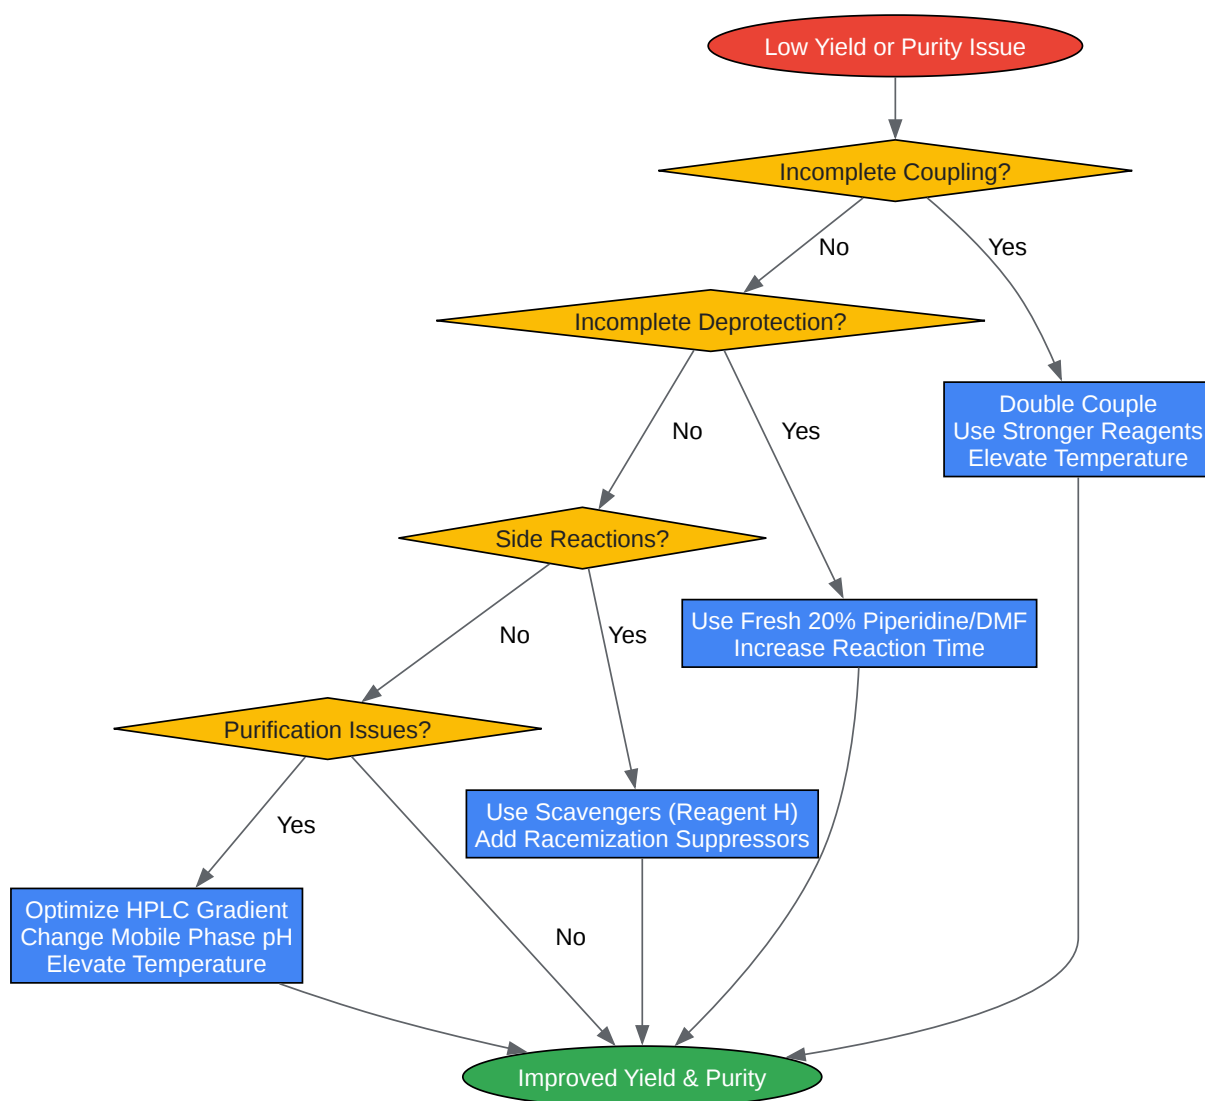 Low Yield or Purity Issue
Incomplete Coupling?
No
Yes
Incomplete Deprotection?
Double Couple
Use Stronger Reagents
Elevate Temperature
No
Yes
Side Reactions?
Use Fresh 20% Piperidine/DMF
Increase Reaction Time
No
Yes
Purification Issues?
Use Scavengers (Reagent H)
Add Racemization Suppressors
Yes
Optimize HPLC Gradient
Change Mobile Phase pH
Elevate Temperature
No
Improved Yield & Purity